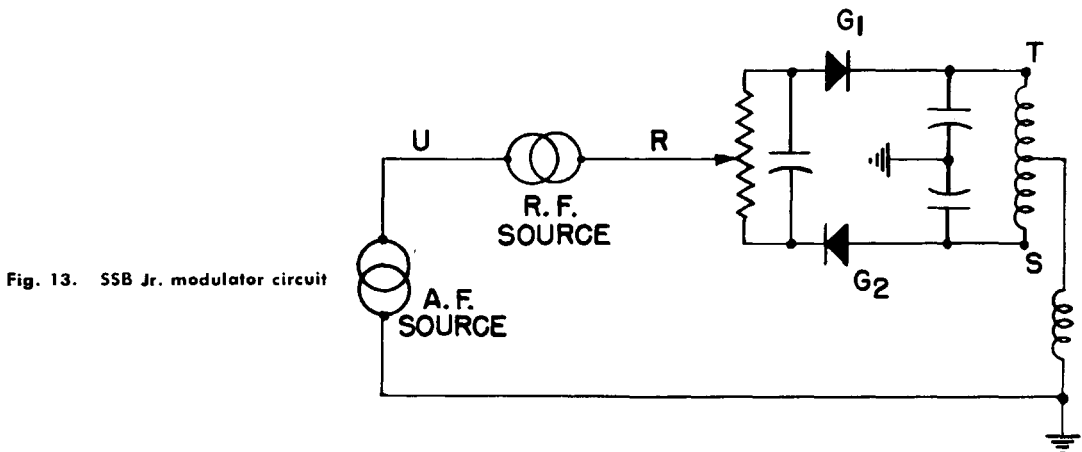 G1
T
U
R
R. F.
SOURCE
S
G2
Fig. 13. SSB Jr. modulator circuit
A. F.
SOURCE